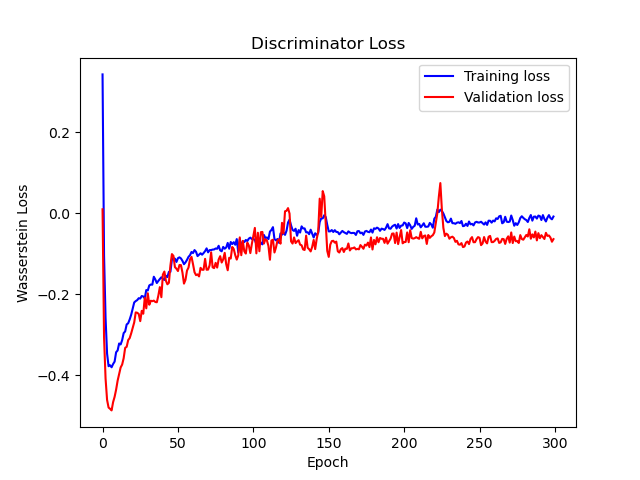 Discriminator Loss
Training loss
Validation loss
Wasserstein Loss
0.2
0.0
−0.2
−0.4
0
50
100
150
200
250
300
Epoch